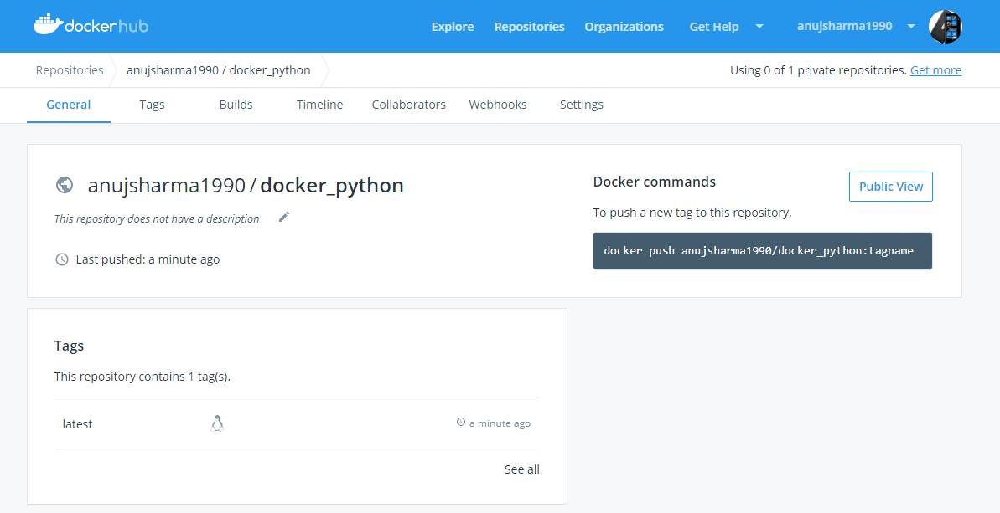 dockerhub Explore Repositories Organizations Get Help anujsharma1990
Repositories anujsharma1990 / docker_python Using 0 of 1 private repositories. Get more
General Tags Builds Timeline Collaborators Webhooks Settings
anujsharma1990 / docker_python
This repository does not have a description
Last pushed: a minute ago
Docker commands
Public View
To push a new tag to this repository,
docker push anujsharma1990/docker_python:tagname
Tags
This repository contains 1 tag(s).
latest a minute ago
See all